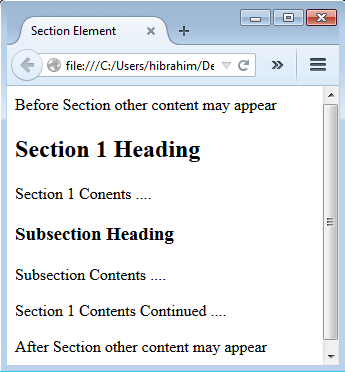 Section Element
file:///C:/Users/hibrahim/De
Before Section other content may appear
Section 1 Heading
Section 1 Conents ....
Subsection Heading
Subsection Contents ....
Section 1 Contents Continued ....
After Section other content may appear